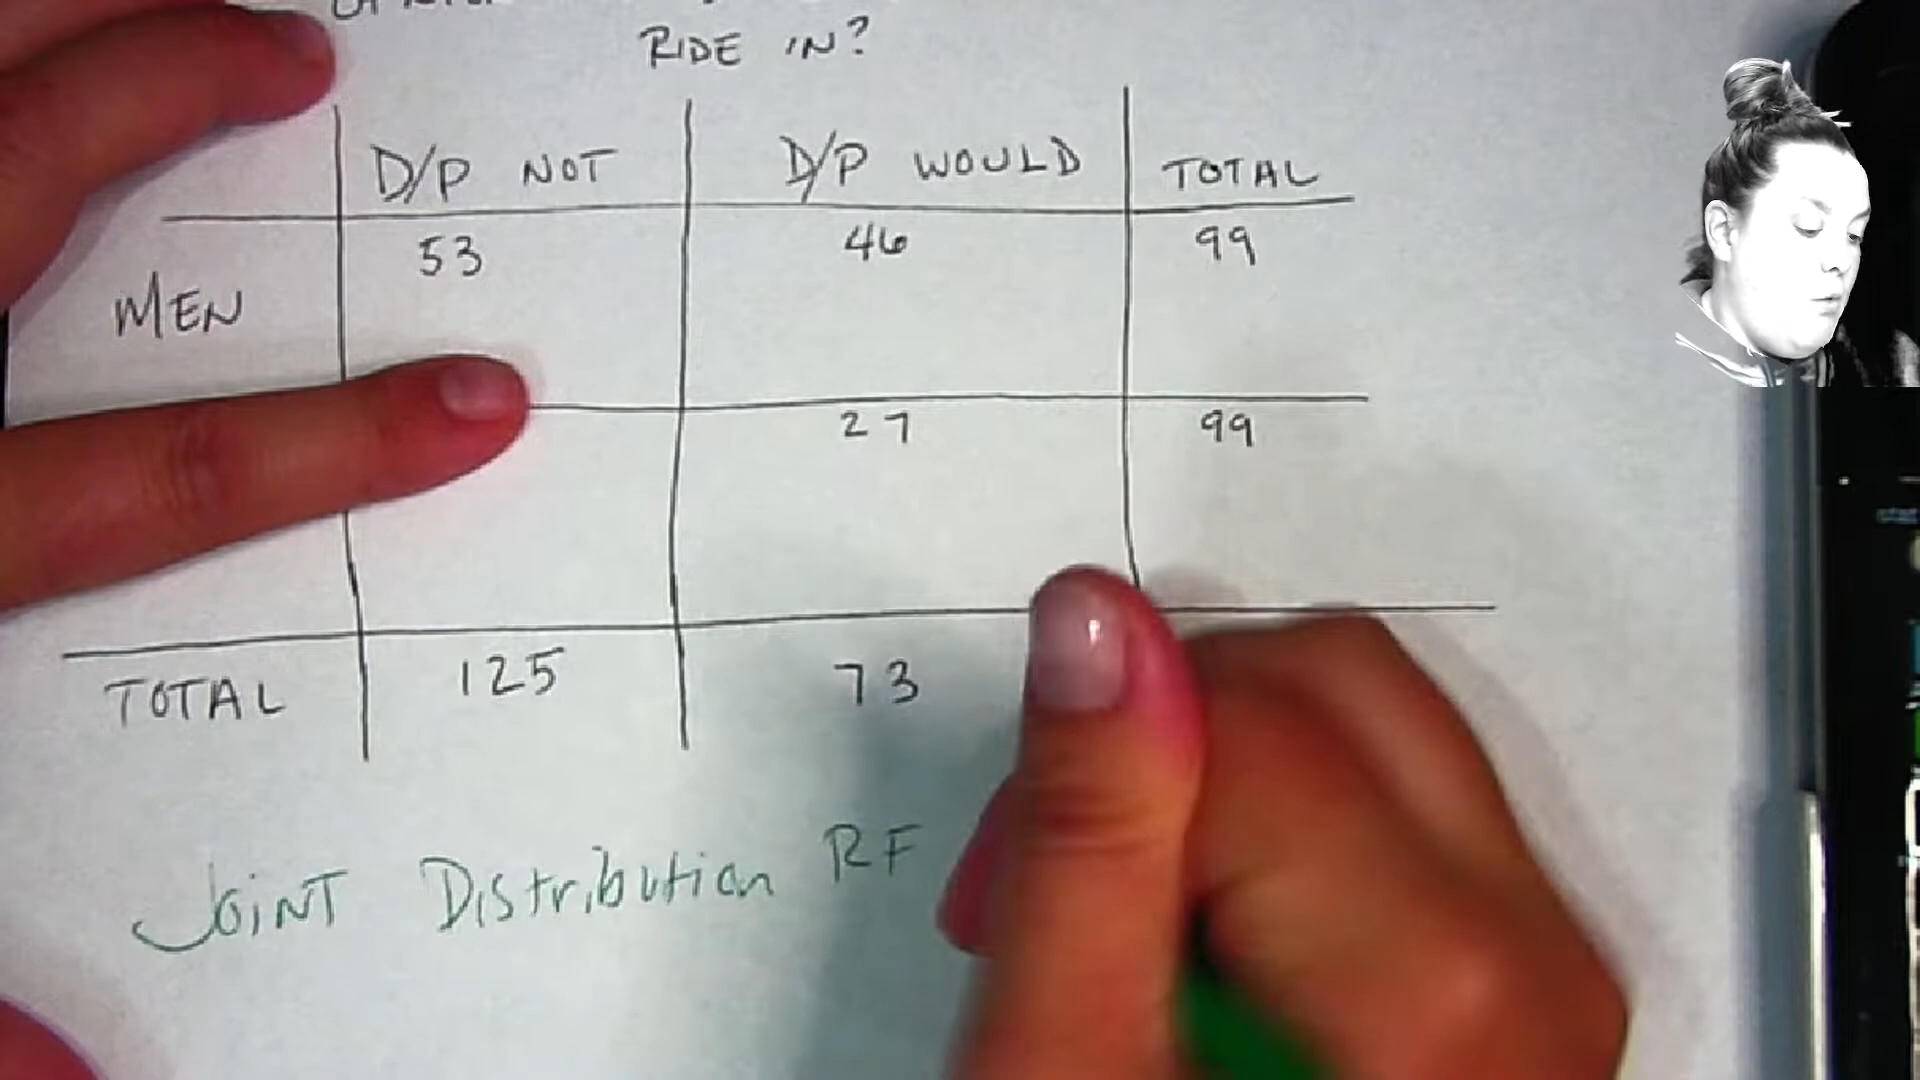 RIDE IN?
D/P NOT D/P WOULD TOTAL
53 46 99
MEN
27 99
TOTAL 125 73
JOINT Distribution RF